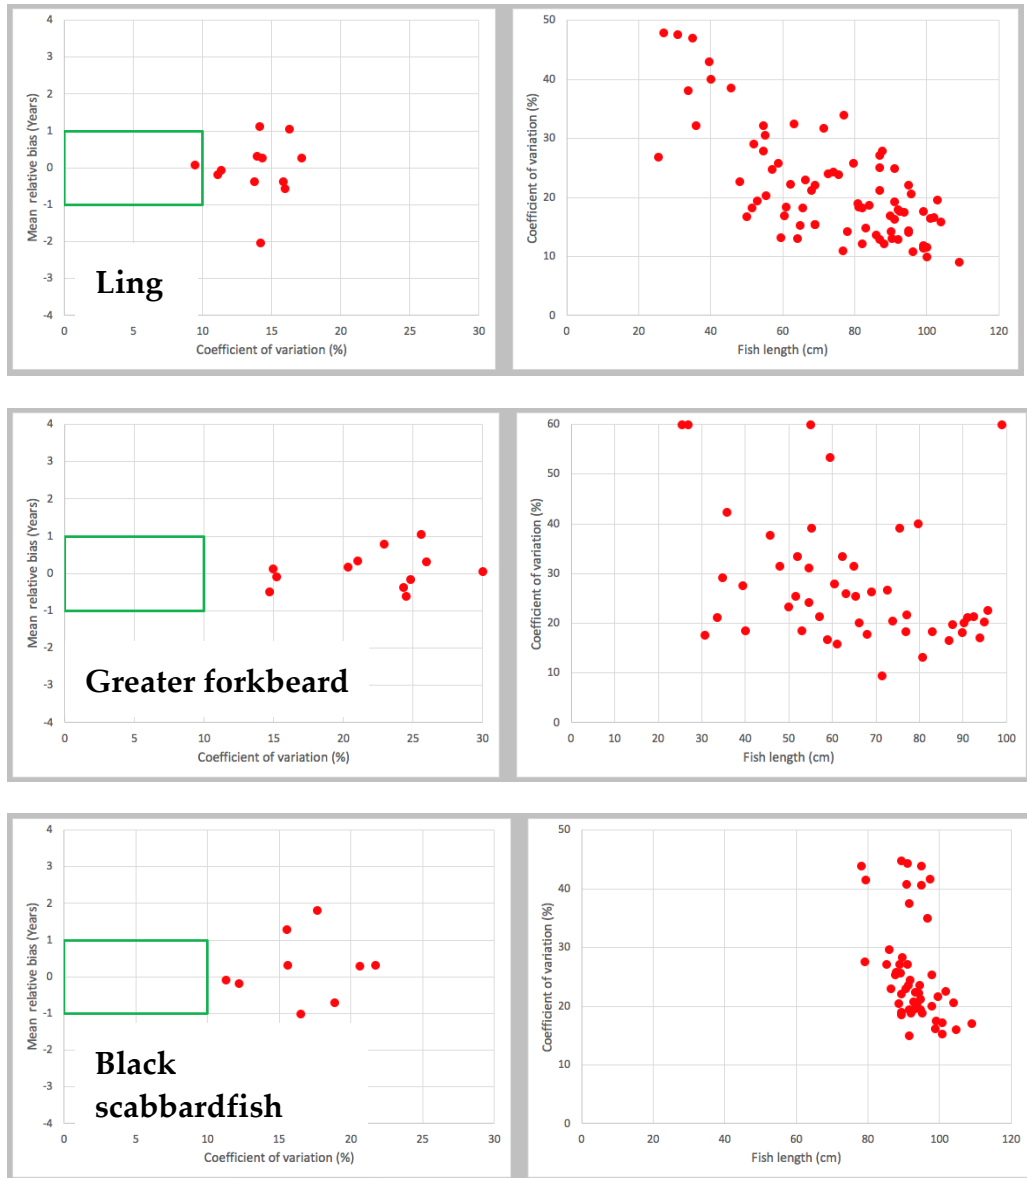 4
3
2
1
0
-1
-2
-3
-4
Mean relative bias (Years)
Ling
0 5 10 15 20 25 30
Coefficient of variation (%)
50
40
30
20
10
0
Coefficient of variation (%)
0 20 40 60 80 100 120
Fish length (cm)
4
3
2
1
0
-1
-2
-3
-4
Mean relative bias (Years)
Greater forkbeard
0 5 10 15 20 25 30
Coefficient of variation (%)
60
50
40
30
20
10
0
Coefficient of variation (%)
0 10 20 30 40 50 60 70 80 90 100
Fish length (cm)
4
3
2
1
0
-1
-2
-3
-4
Mean relative bias (Years)
Black
scabbardfish
0 5 10 15 20 25 30
Coefficient of variation (%)
50
40
30
20
10
0
Coefficient of variation (%)
0 20 40 60 80 100 120
Fish length (cm)